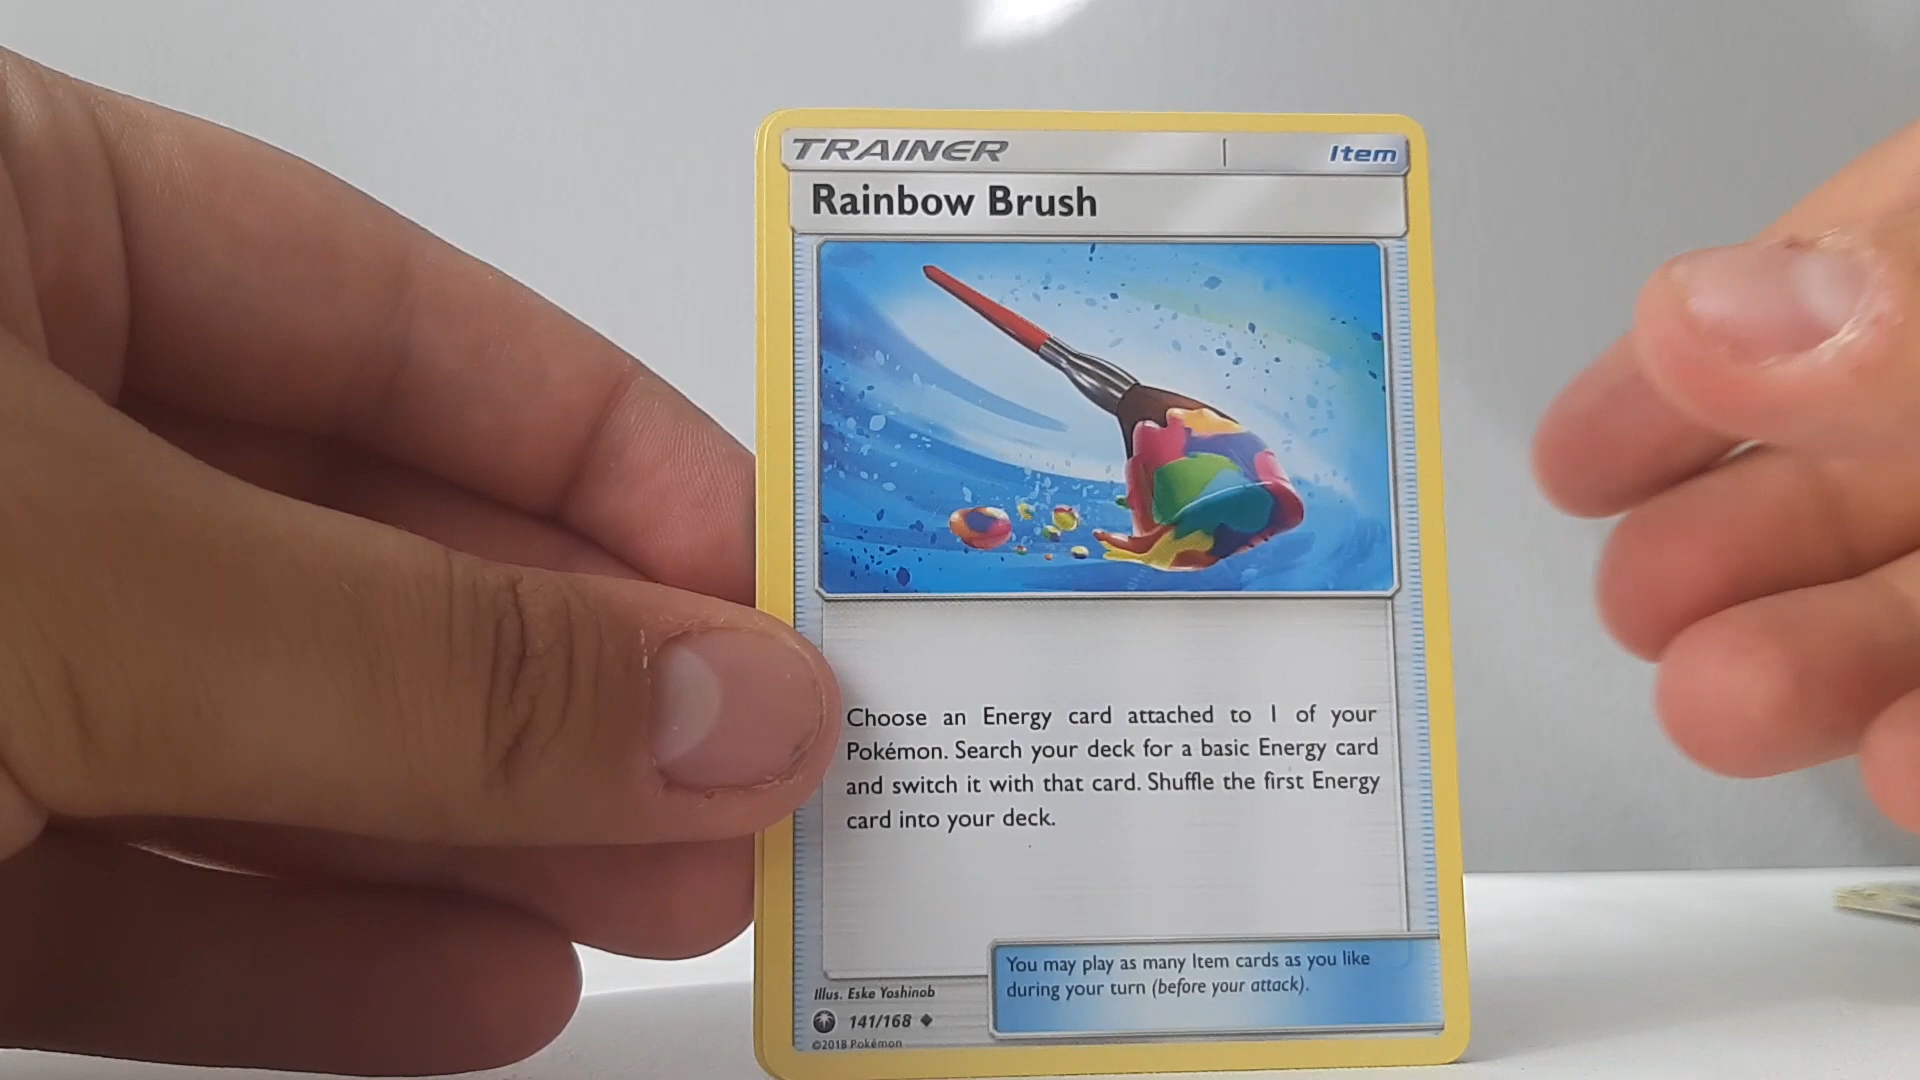 TRAINER
Item
Rainbow Brush
Choose an Energy card attached to 1 of your
Pokémon. Search your deck for a basic Energy card
and switch it with that card. Shuffle the first Energy
card into your deck.
You may play as many Item cards as you like
during your turn (before your attack).
Illus. Eske Yoshinob
141/168
©2018 Pokémon